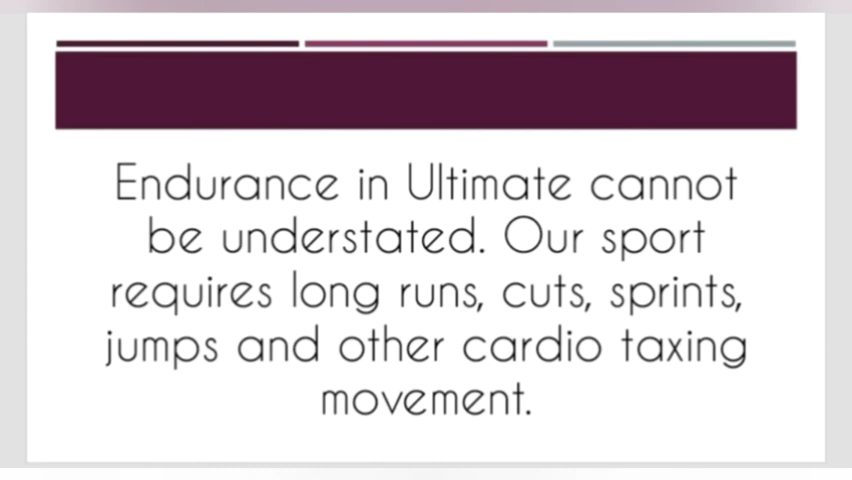 Endurance in Ultimate cannot
be understated. Our sport
requires long runs, cuts, sprints,
jumps and other cardio taxing
movement.